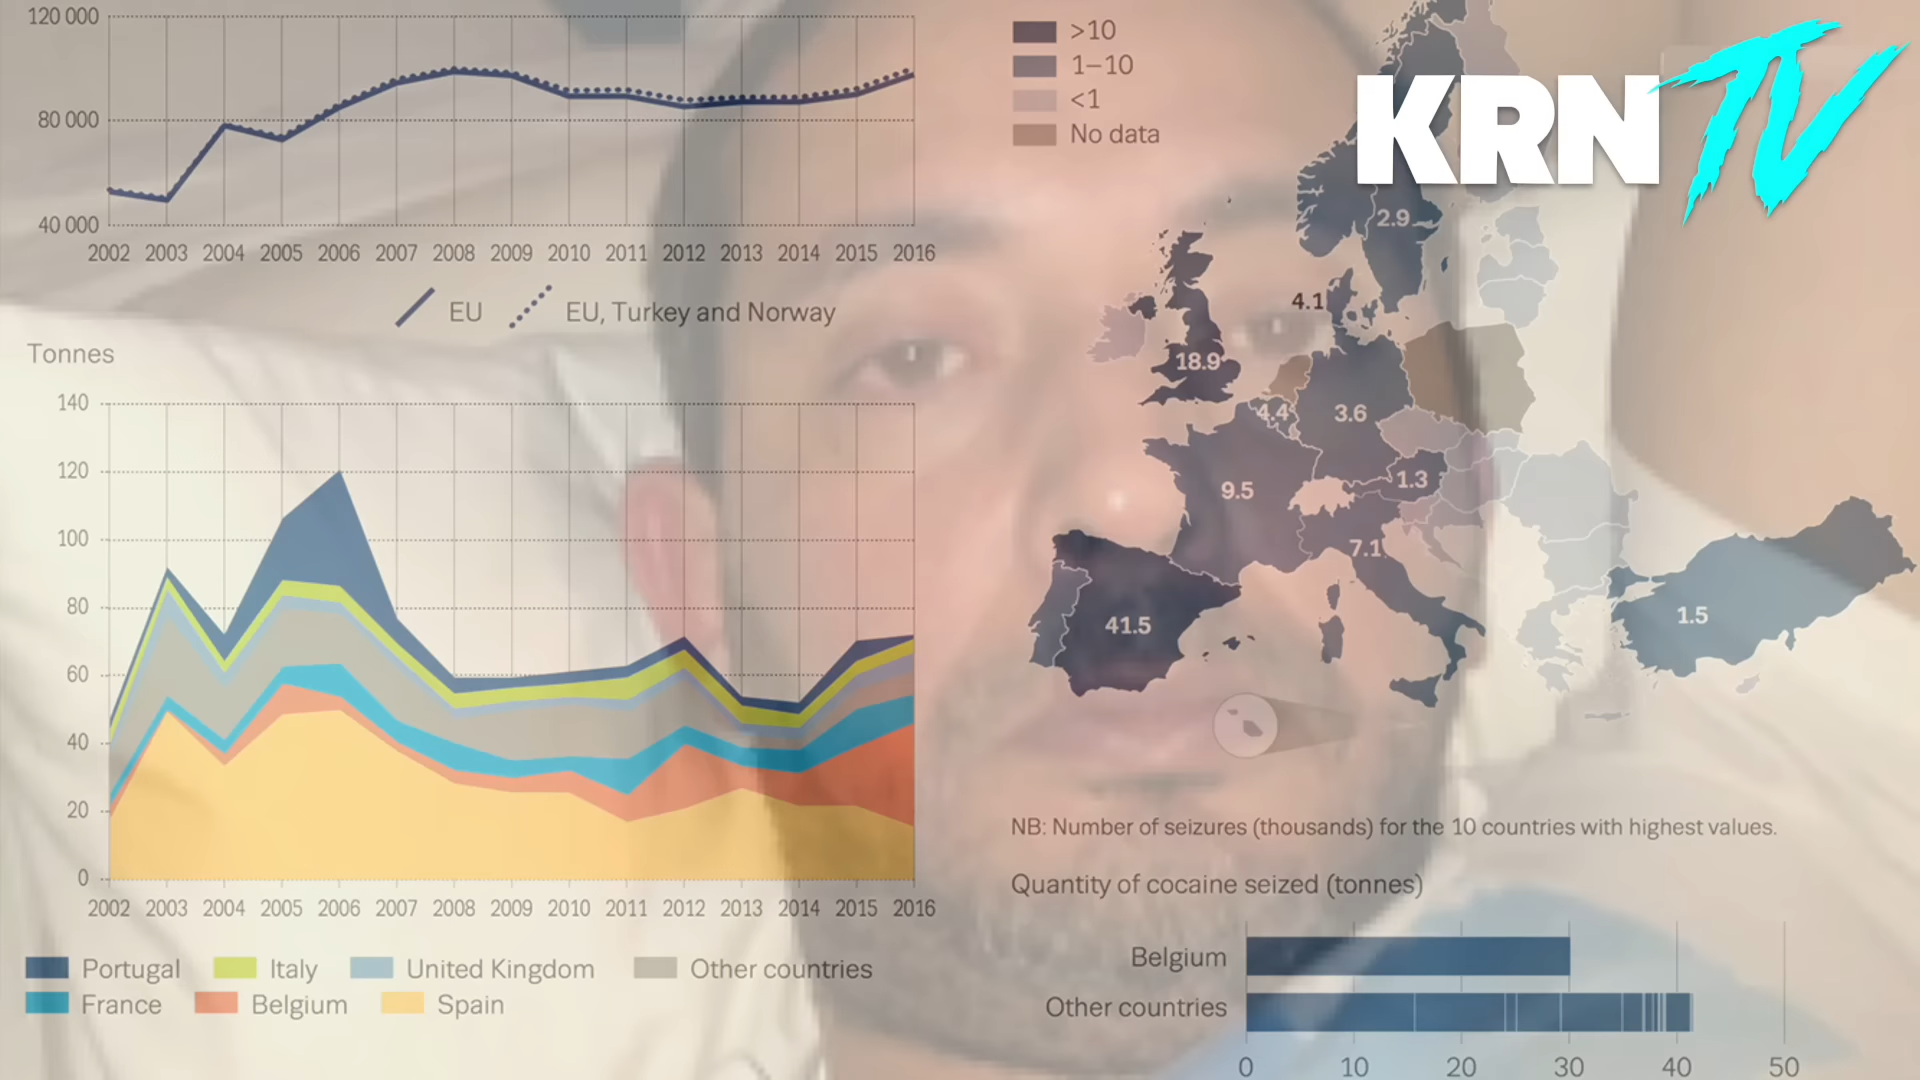 120 000
80 000
40 000
2002 2003 2004 2005 2006 2007 2008 2009 2010 2011 2012 2013 2014 2015 2016
EU EU, Turkey and Norway
Tonnes
140
120
100
80
60
40
20
0
2002 2003 2004 2005 2006 2007 2008 2009 2010 2011 2012 2013 2014 2015 2016
Portugal Italy United Kingdom Other countries
France Belgium Spain
>10
1–10
<1
No data
KRN TV
2.9
4.1
18.9
4.4
3.6
9.5
1.3
7.1
41.5
1.5
NB: Number of seizures (thousands) for the 10 countries with highest values.
Quantity of cocaine seized (tonnes)
Belgium
Other countries
0 10 20 30 40 50